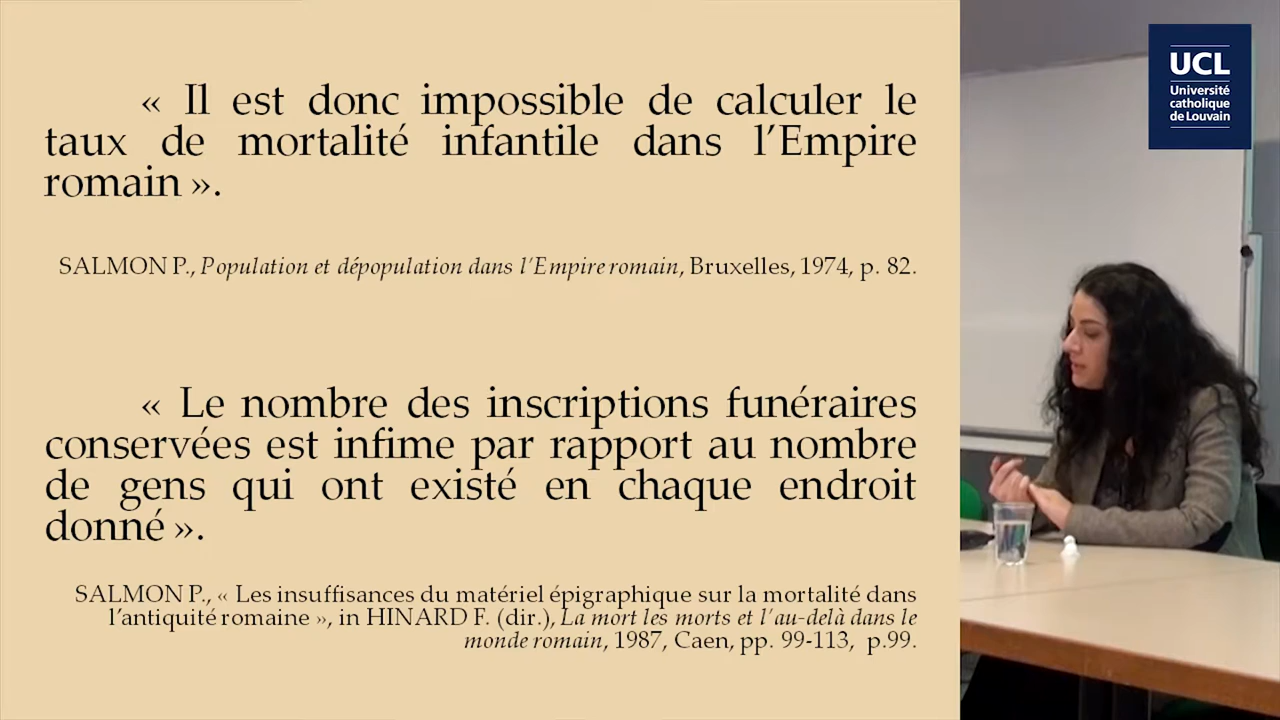 « Il est donc impossible de calculer le
taux de mortalité infantile dans l’Empire
romain ».
SALMON P., Population et dépopulation dans l’Empire romain, Bruxelles, 1974, p. 82.
« Le nombre des inscriptions funéraires
conservées est infime par rapport au nombre
de gens qui ont existé en chaque endroit
donné ».
SALMON P., « Les insuffisances du matériel épigraphique sur la mortalité dans
l’antiquité romaine », in HINARD F. (dir.), La mort les morts et l’au-delà dans le
monde romain, 1987, Caen, pp. 99-113, p.99.
UCL
Université
catholique
de Louvain